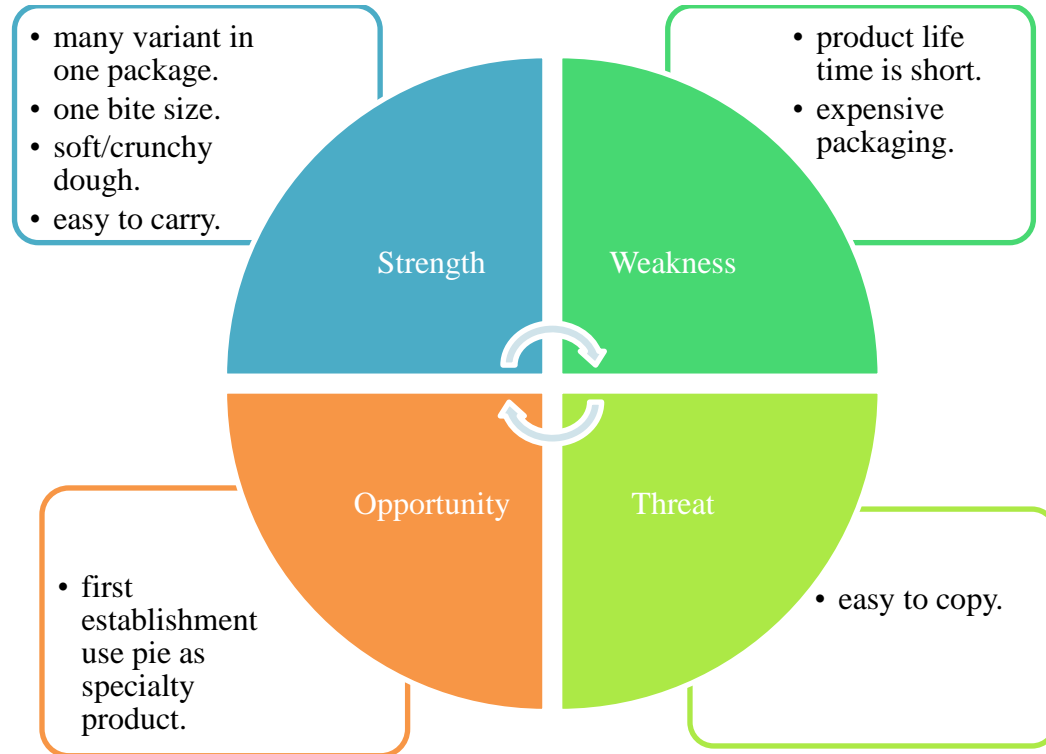 • many variant in
one package.
• one bite size.
• soft/crunchy
dough.
• easy to carry.
• product life
time is short.
• expensive
packaging.
Strength
Weakness
Opportunity
Threat
• first
establishment
use pie as
specialty
product.
• easy to copy.